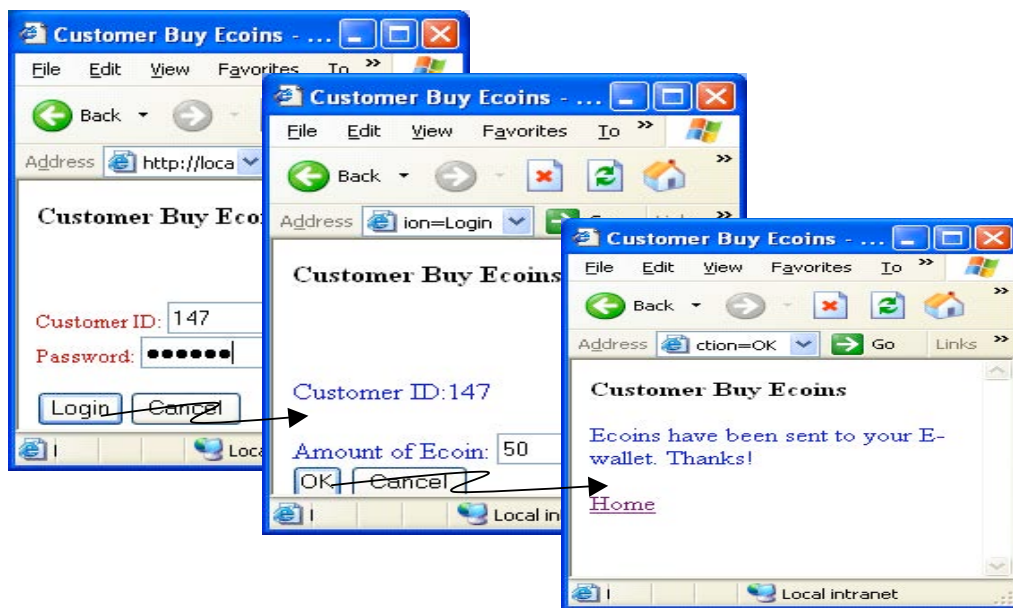 Customer Buy Ecoins - ...
File Edit View Favorites To »
Back
Address http://loca
Customer Buy Eco
Customer ID: 147
Password: ●●●●●●
Login Cancel
Loca
Customer Buy Ecoins - ...
File Edit View Favorites To »
Back »
Address ion=Login »
Customer Buy Ecoins
Customer ID:147
Amount of Ecoin: 50
OK Cancel
Local in
Customer Buy Ecoins - ...
File Edit View Favorites To »
Back »
Address ction=OK Go Links »
Customer Buy Ecoins
Ecoins have been sent to your E-
wallet. Thanks!
Home
Local intranet